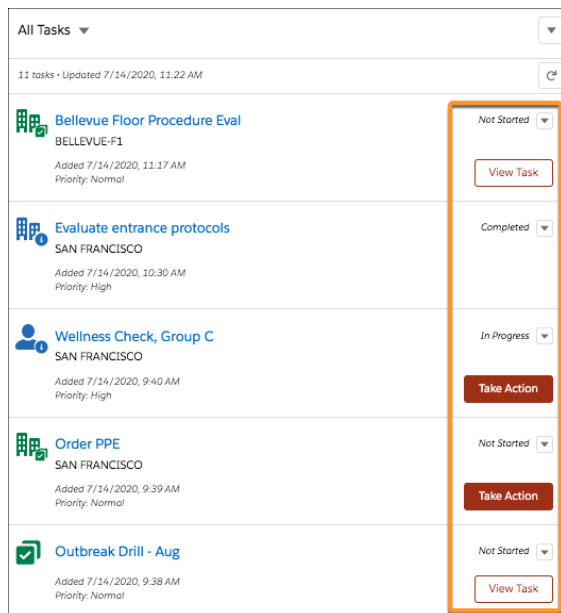 All Tasks
11 tasks • Updated 7/14/2020, 11:22 AM
Bellevue Floor Procedure Eval
Not Started
BELLEVUE-F1
Added 7/14/2020, 11:17 AM
Priority: Normal
View Task
Evaluate entrance protocols
Completed
SAN FRANCISCO
Added 7/14/2020, 10:30 AM
Priority: High
Wellness Check, Group C
In Progress
SAN FRANCISCO
Added 7/14/2020, 9:40 AM
Priority: High
Take Action
Order PPE
Not Started
SAN FRANCISCO
Added 7/14/2020, 9:39 AM
Priority: Normal
Take Action
Outbreak Drill - Aug
Not Started
Added 7/14/2020, 9:38 AM
Priority: Normal
View Task